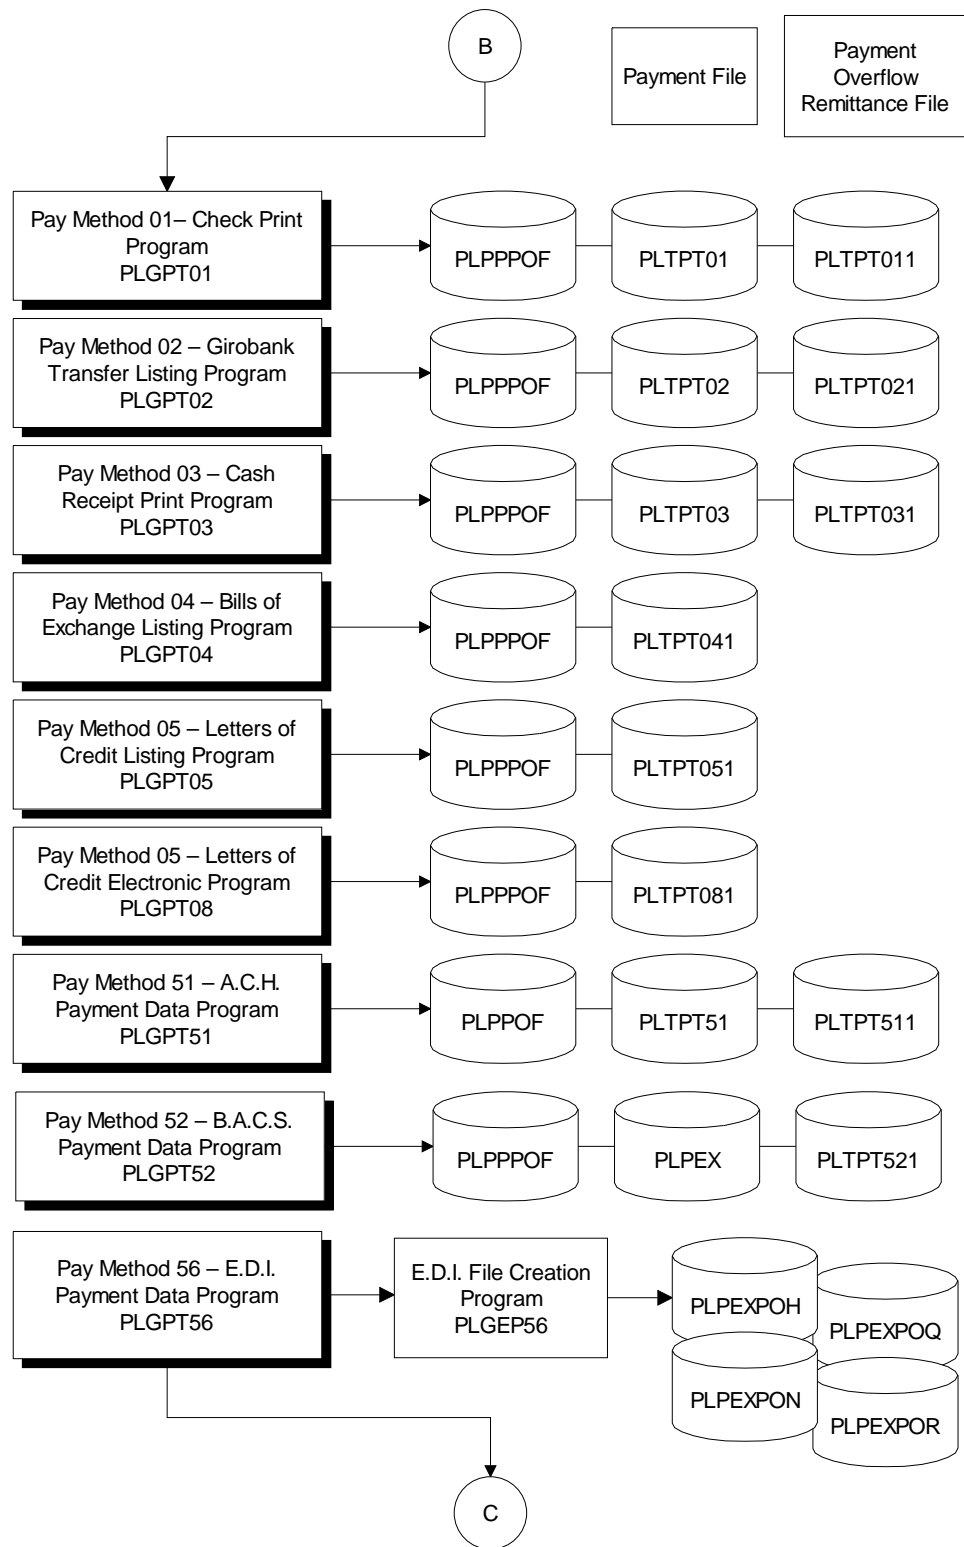 B
Payment File
Payment
Overflow
Remittance File
Pay Method 01– Check Print
Program
PLGPT01
PLPPPOF
PLTPT01
PLTPT011
Pay Method 02 – Girobank
Transfer Listing Program
PLGPT02
PLPPPOF
PLTPT02
PLTPT021
Pay Method 03 – Cash
Receipt Print Program
PLGPT03
PLPPPOF
PLTPT03
PLTPT031
Pay Method 04 – Bills of
Exchange Listing Program
PLGPT04
PLPPPOF
PLTPT041
Pay Method 05 – Letters of
Credit Listing Program
PLGPT05
PLPPPOF
PLTPT051
Pay Method 05 – Letters of
Credit Electronic Program
PLGPT08
PLPPPOF
PLTPT081
Pay Method 51 – A.C.H.
Payment Data Program
PLGPT51
PLPPOF
PLTPT51
PLTPT511
Pay Method 52 – B.A.C.S.
Payment Data Program
PLGPT52
PLPPPOF
PLPEX
PLTPT521
Pay Method 56 – E.D.I.
Payment Data Program
PLGPT56
E.D.I. File Creation
Program
PLGEP56
PLPEXPOH
PLPEXPOQ
PLPEXPON
PLPEXPOR
C